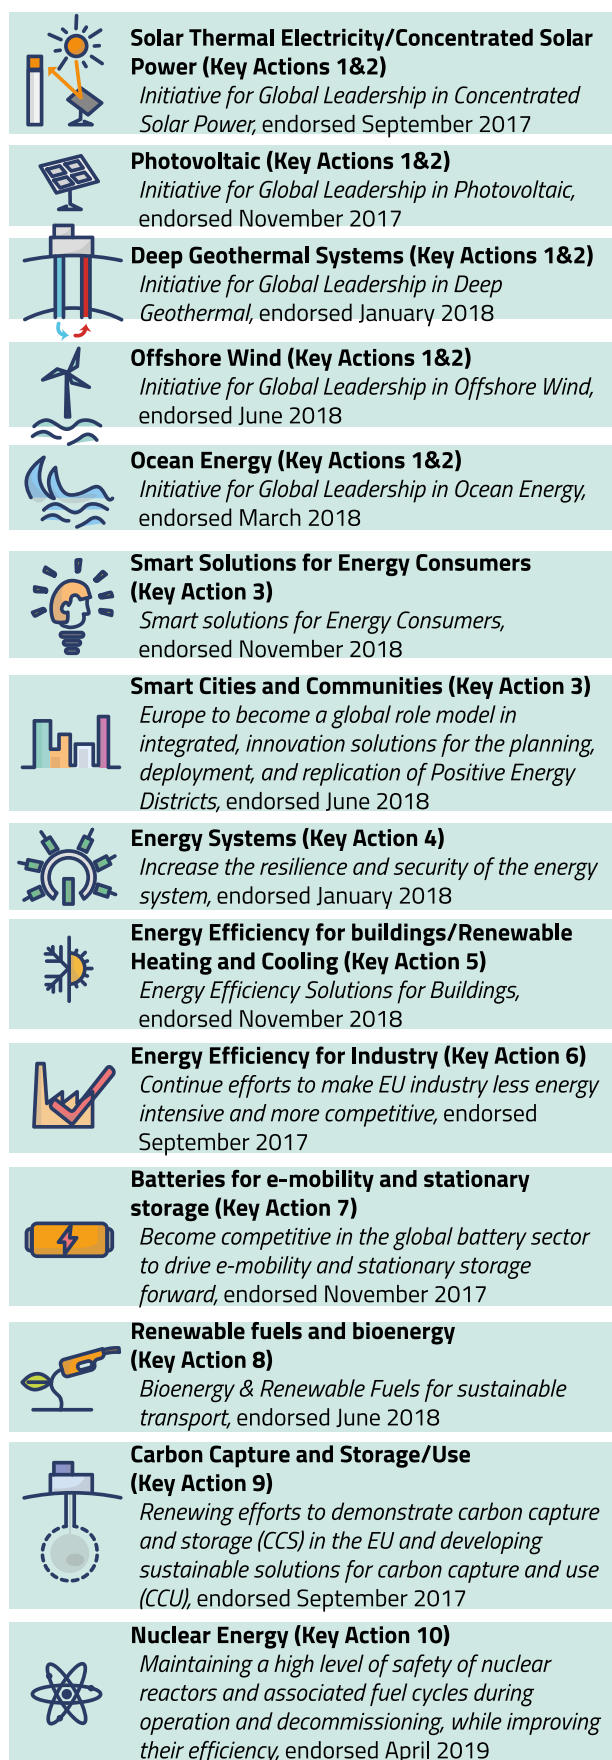 Solar Thermal Electricity/Concentrated Solar
Power (Key Actions 1&2)
Initiative for Global Leadership in Concentrated
Solar Power, endorsed September 2017
Photovoltaic (Key Actions 1&2)
Initiative for Global Leadership in Photovoltaic,
endorsed November 2017
Deep Geothermal Systems (Key Actions 1&2)
Initiative for Global Leadership in Deep
Geothermal, endorsed January 2018
Offshore Wind (Key Actions 1&2)
Initiative for Global Leadership in Offshore Wind,
endorsed June 2018
Ocean Energy (Key Actions 1&2)
Initiative for Global Leadership in Ocean Energy,
endorsed March 2018
Smart Solutions for Energy Consumers
(Key Action 3)
Smart solutions for Energy Consumers,
endorsed November 2018
Smart Cities and Communities (Key Action 3)
Europe to become a global role model in
integrated, innovation solutions for the planning,
deployment, and replication of Positive Energy
Districts, endorsed June 2018
Energy Systems (Key Action 4)
Increase the resilience and security of the energy
system, endorsed January 2018
Energy Efficiency for buildings/Renewable
Heating and Cooling (Key Action 5)
Energy Efficiency Solutions for Buildings,
endorsed November 2018
Energy Efficiency for Industry (Key Action 6)
Continue efforts to make EU industry less energy
intensive and more competitive, endorsed
September 2017
Batteries for e-mobility and stationary
storage (Key Action 7)
Become competitive in the global battery sector
to drive e-mobility and stationary storage
forward, endorsed November 2017
Renewable fuels and bioenergy
(Key Action 8)
Bioenergy & Renewable Fuels for sustainable
transport, endorsed June 2018
Carbon Capture and Storage/Use
(Key Action 9)
Renewing efforts to demonstrate carbon capture
and storage (CCS) in the EU and developing
sustainable solutions for carbon capture and use
(CCU), endorsed September 2017
Nuclear Energy (Key Action 10)
Maintaining a high level of safety of nuclear
reactors and associated fuel cycles during
operation and decommissioning, while improving
their efficiency, endorsed April 2019